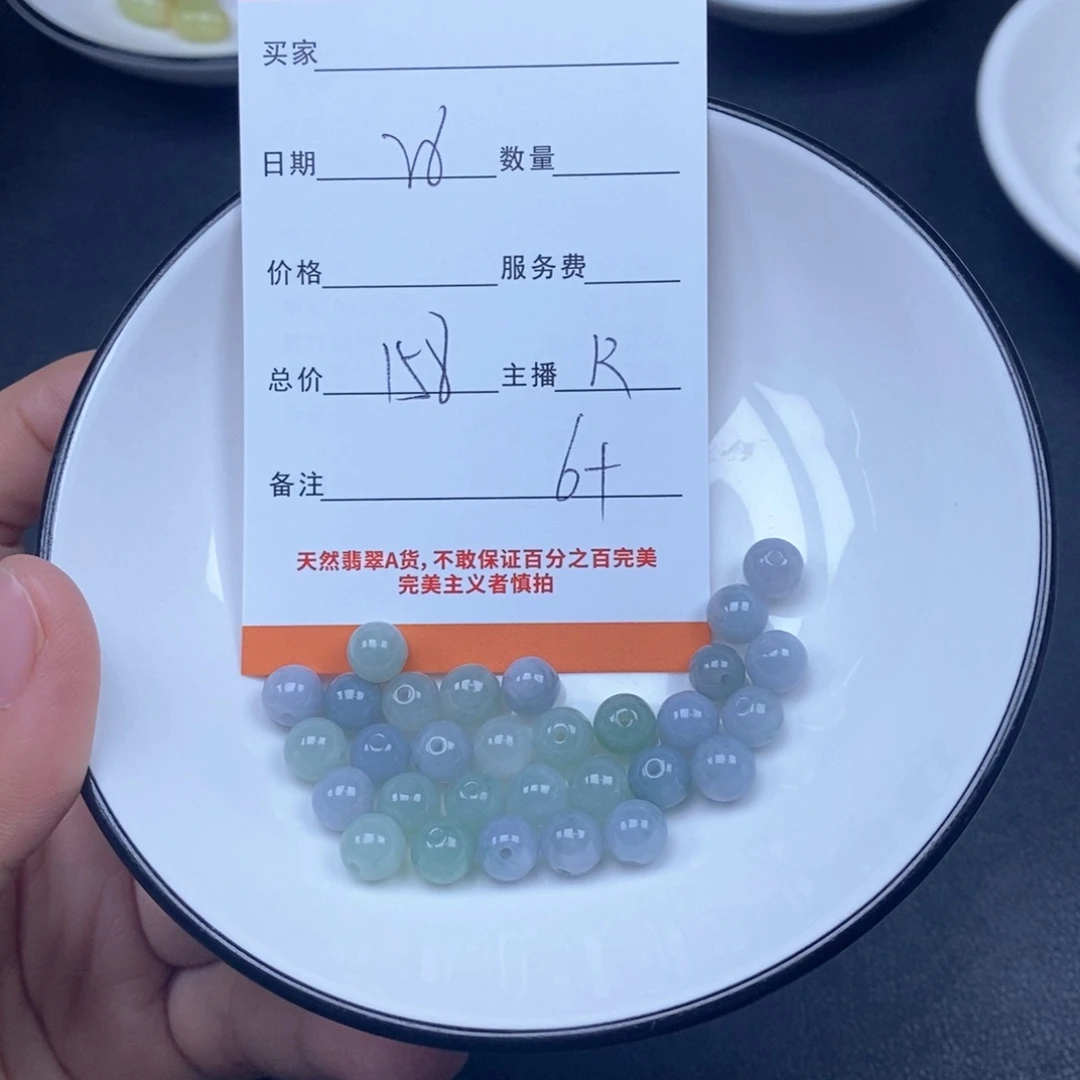 买家
日期 28 数量
价格 服务费
总价 158 主播 R
备注 6+
天然翡翠A货,不敢保证百分之百完美
完美主义者慎拍